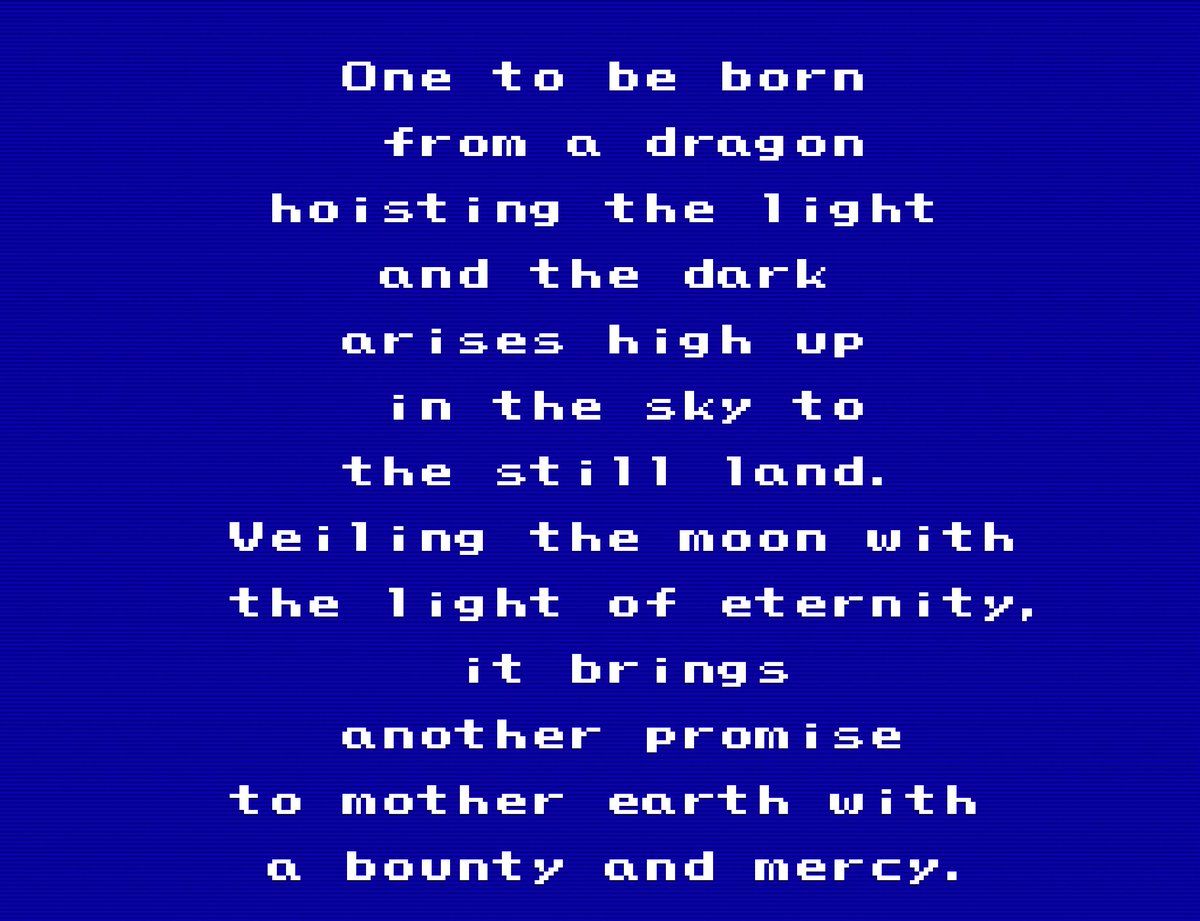 One to be born
from a dragon
hoisting the light
and the dark
arises high up
in the sky to
the still land.
Veiling the moon with
the light of eternity,
it brings
another promise
to mother earth with
a bounty and mercy.